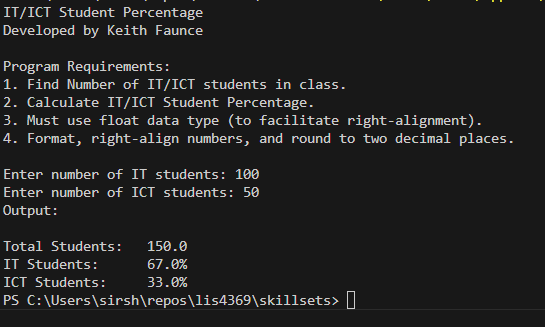 IT/ICT Student Percentage
Developed by Keith Faunce
Program Requirements:
1. Find Number of IT/ICT students in class.
2. Calculate IT/ICT Student Percentage.
3. Must use float data type (to facilitate right-alignment).
4. Format, right-align numbers, and round to two decimal places.
Enter number of IT students: 100
Enter number of ICT students: 50
Output:
Total Students:   150.0
IT Students:      67.0%
ICT Students:     33.0%
PS C:\Users\sirsh\repos\lis4369\skillsets>